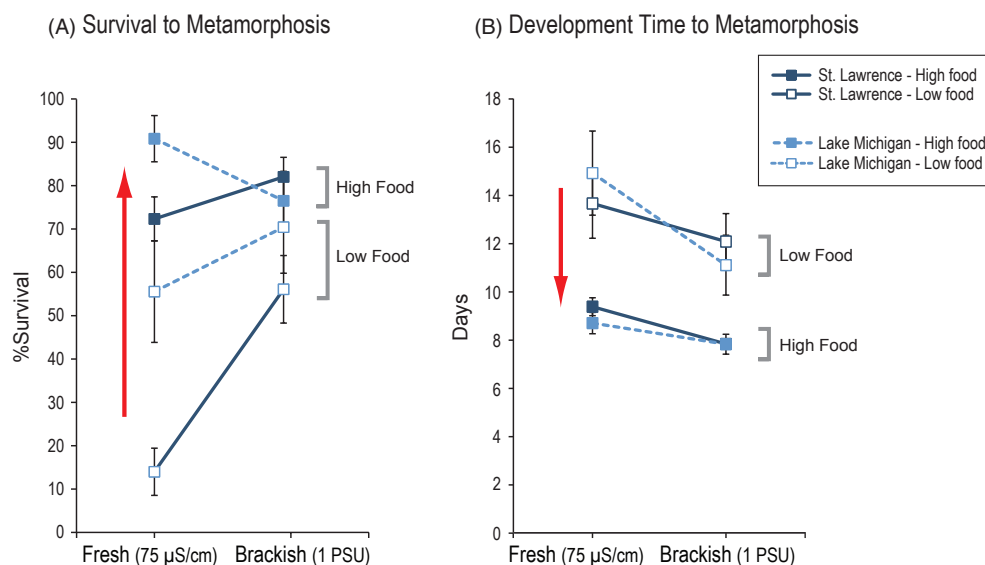 (A) Survival to Metamorphosis
(B) Development Time to Metamorphosis
St. Lawrence - High food
St. Lawrence - Low food
Lake Michigan - High food
Lake Michigan - Low food
%Survival
100
90
80
70
60
50
40
30
20
10
0
High Food
Low Food
Fresh (75 µS/cm)
Brackish (1 PSU)
Days
18
16
14
12
10
8
6
4
2
0
Low Food
High Food
Fresh (75 µS/cm)
Brackish (1 PSU)